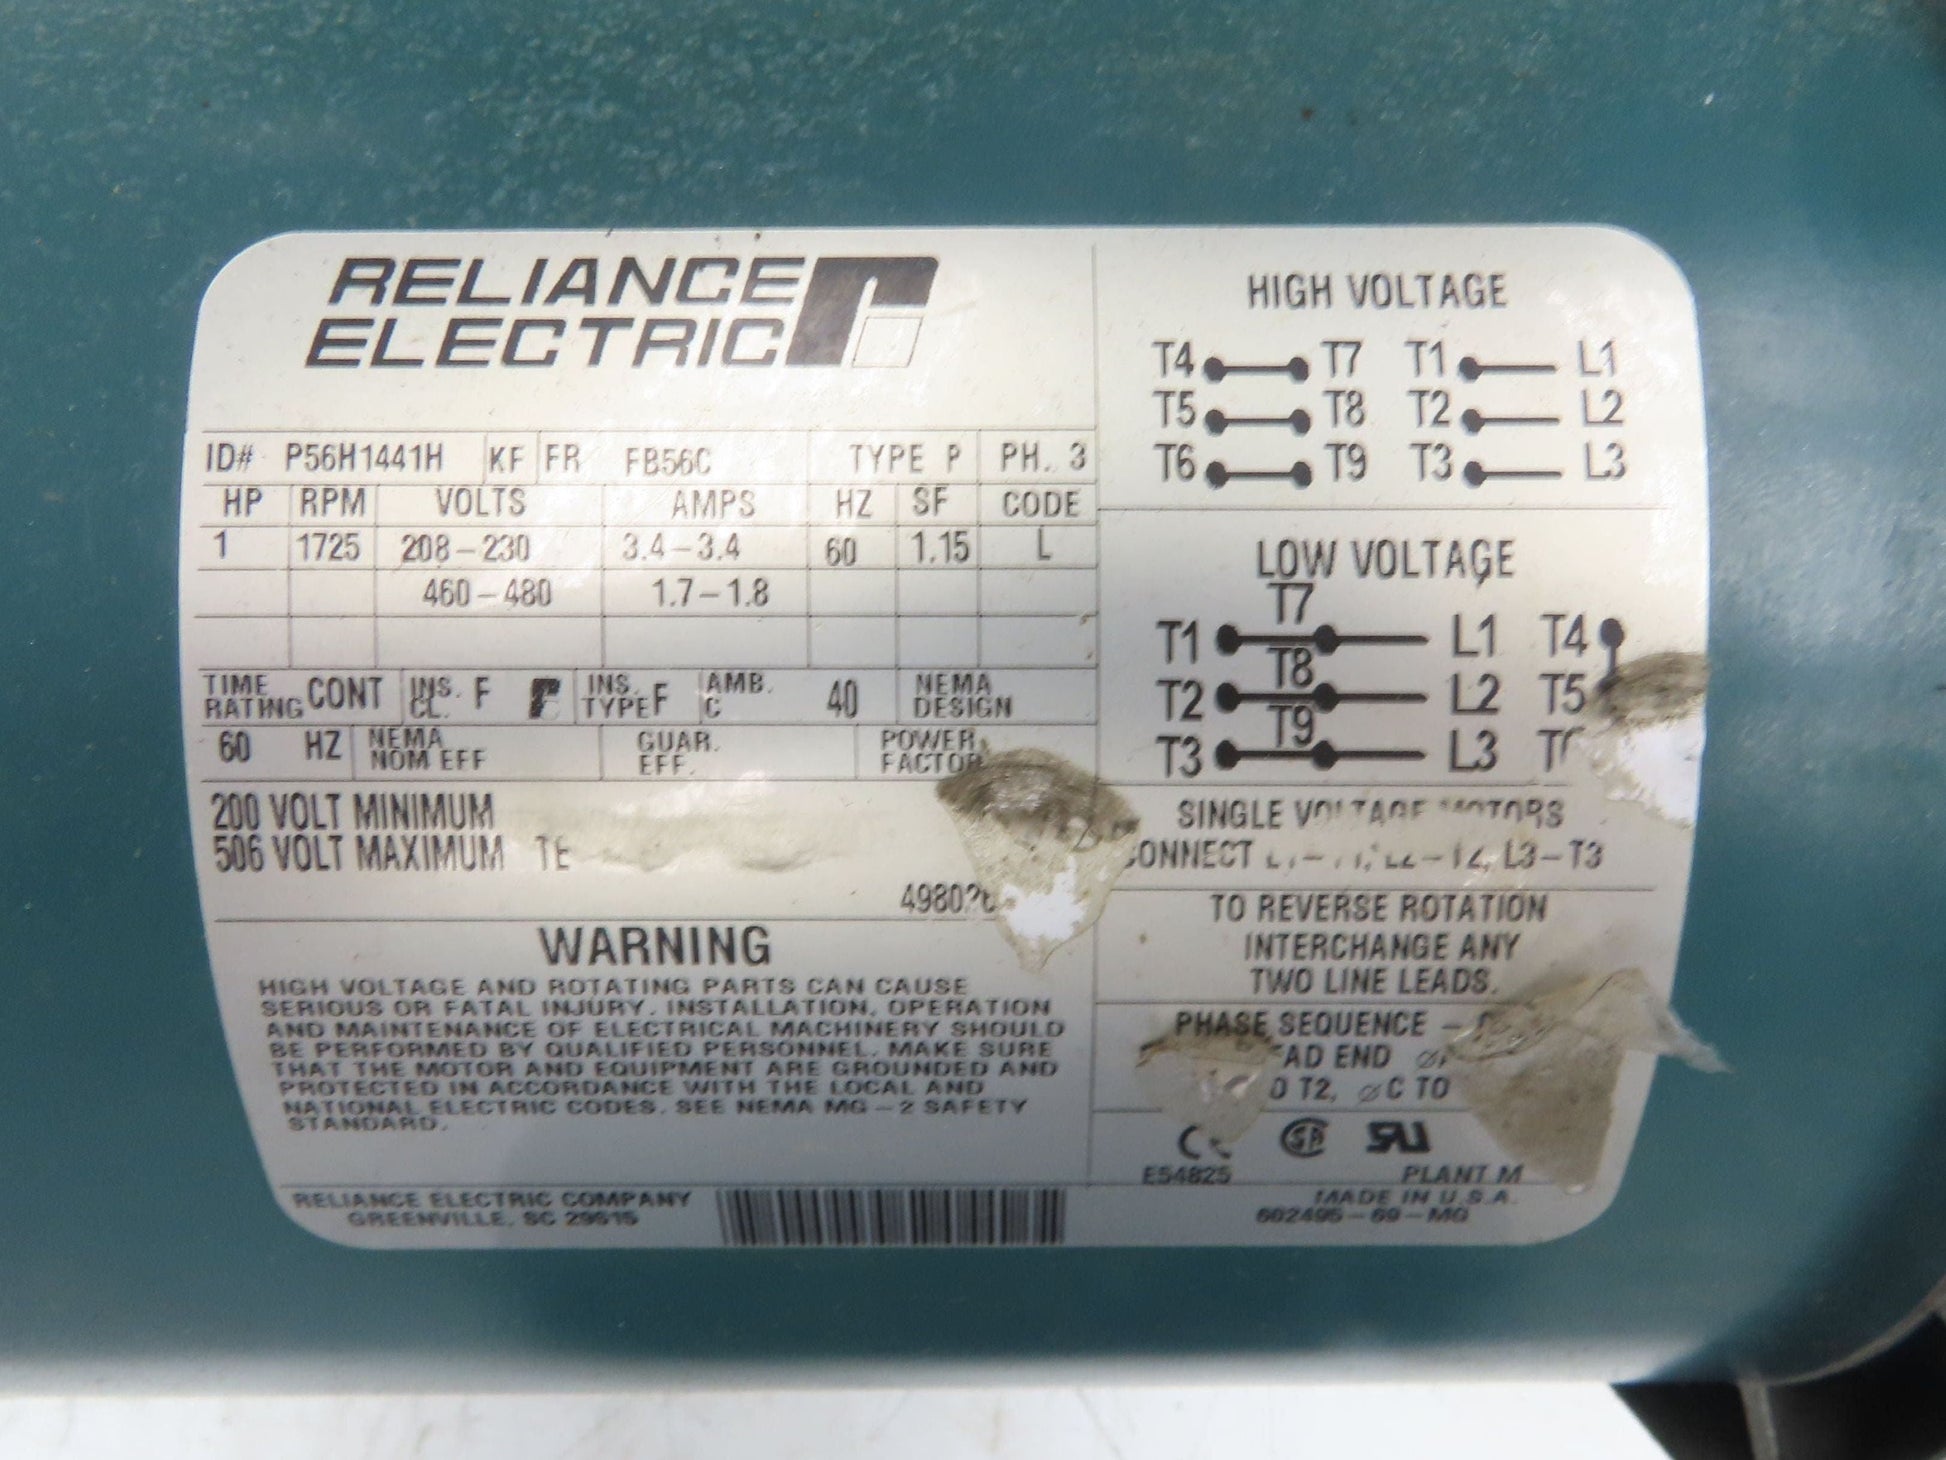 RELIANCE
ELECTRIC
ID# P56H1441H KF FR FB56C TYPE P PH. 3
HP RPM VOLTS AMPS HZ SF CODE
1 1725 208-230 3.4-3.4 60 1.15 L
460-480 1.7-1.8
TIME RATING CONT INS. CL. F INS. TYPE F AMB. C 40 NEMA DESIGN
60 HZ NEMA NOM EFF GUAR. EFF. POWER FACTOR
200 VOLT MINIMUM
506 VOLT MAXIMUM TE
WARNING
HIGH VOLTAGE AND ROTATING PARTS CAN CAUSE
SERIOUS OR FATAL INJURY. INSTALLATION, OPERATION
AND MAINTENANCE OF ELECTRICAL MACHINERY SHOULD
BE PERFORMED BY QUALIFIED PERSONNEL. MAKE SURE
THAT THE MOTOR AND EQUIPMENT ARE GROUNDED AND
PROTECTED IN ACCORDANCE WITH THE LOCAL AND
NATIONAL ELECTRIC CODES. SEE NEMA MG-2 SAFETY
STANDARD.
RELIANCE ELECTRIC COMPANY
GREENVILLE, SC 29615
HIGH VOLTAGE
T4 T7 T1 L1
T5 T8 T2 L2
T6 T9 T3 L3
LOW VOLTAGE
T7
T1 L1 T4
T8
T2 L2 T5
T9
T3 L3
SINGLE VOLTAGE MOTORS
CONNECT L3-T3
TO REVERSE ROTATION
INTERCHANGE ANY
TWO LINE LEADS.
PHASE SEQUENCE -
END
T2, øC TO
E54825 PLANT M
MADE IN U.S.A.
602495-69-MG